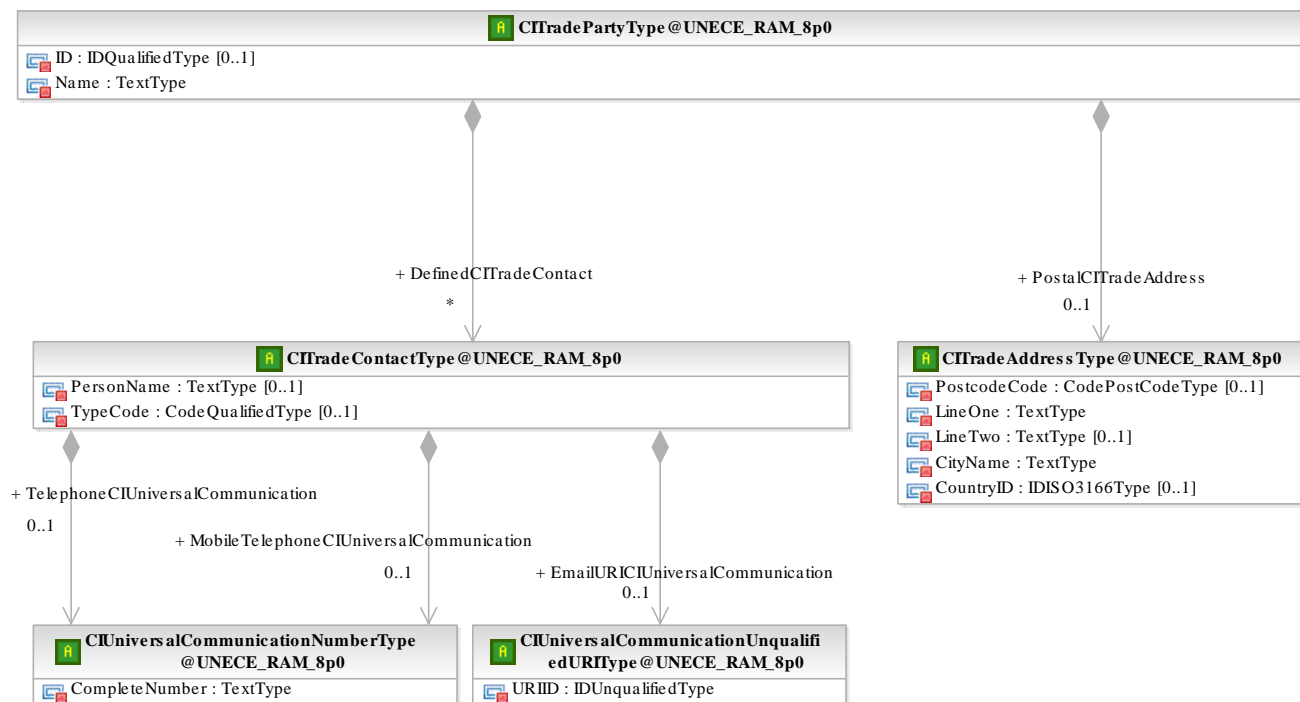 A CITradePartyType@UNECE_RAM_8p0
ID : IDQualifiedType [0..1]
Name : TextType
+ DefinedCITradeContact
*
+ PostalCITradeAddress
0..1
A CITradeContactType@UNECE_RAM_8p0
PersonName : TextType [0..1]
TypeCode : CodeQualifiedType [0..1]
A CITradeAddressType@UNECE_RAM_8p0
PostcodeCode : CodePostCodeType [0..1]
LineOne : TextType
LineTwo : TextType [0..1]
CityName : TextType
CountryID : IDISO3166Type [0..1]
+ TelephoneCIUniversalCommunication
0..1
+ MobileTelephoneCIUniversalCommunication
0..1
+ EmailURICIUniversalCommunication
0..1
A CIUniversalCommunicationNumberType
@UNECE_RAM_8p0
CompleteNumber : TextType
A CIUniversalCommunicationUnqualifi
edURIType@UNECE_RAM_8p0
URIID : IDUnqualifiedType